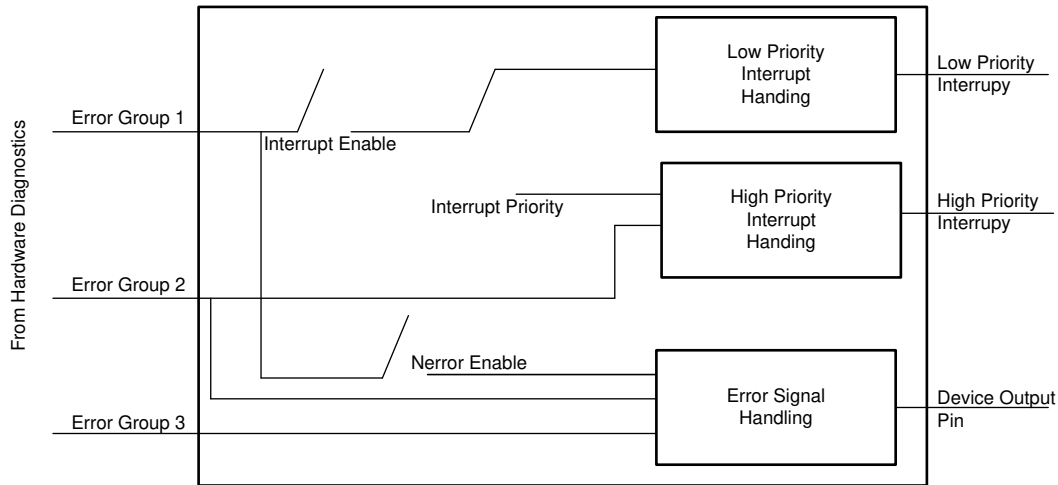 From Hardware Diagnostics
Error Group 1
Interrupt Enable
Low Priority
Interrupt
Handing
Low Priority
Interrupy
Interrupt Priority
High Priority
Interrupt
Handing
High Priority
Interrupy
Error Group 2
Nerror Enable
Error Signal
Handling
Device Output
Pin
Error Group 3